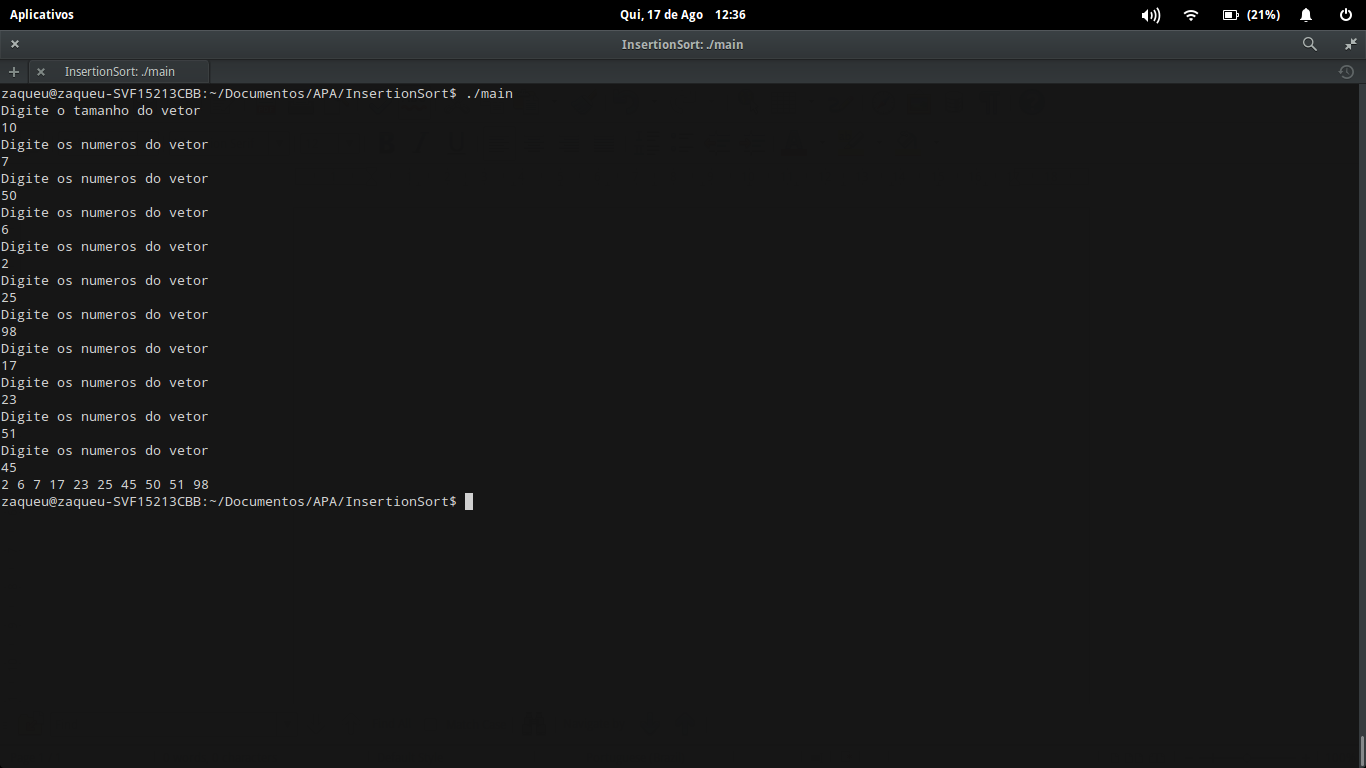 Aplicativos Qui, 17 de Ago 12:36 (21%)
InsertionSort: ./main
InsertionSort: ./main
zaqueu@zaqueu-SVF15213CBB:~/Documentos/APA/InsertionSort$ ./main
Digite o tamanho do vetor
10
Digite os numeros do vetor
7
Digite os numeros do vetor
50
Digite os numeros do vetor
6
Digite os numeros do vetor
2
Digite os numeros do vetor
25
Digite os numeros do vetor
98
Digite os numeros do vetor
17
Digite os numeros do vetor
23
Digite os numeros do vetor
51
Digite os numeros do vetor
45
2 6 7 17 23 25 45 50 51 98
zaqueu@zaqueu-SVF15213CBB:~/Documentos/APA/InsertionSort$